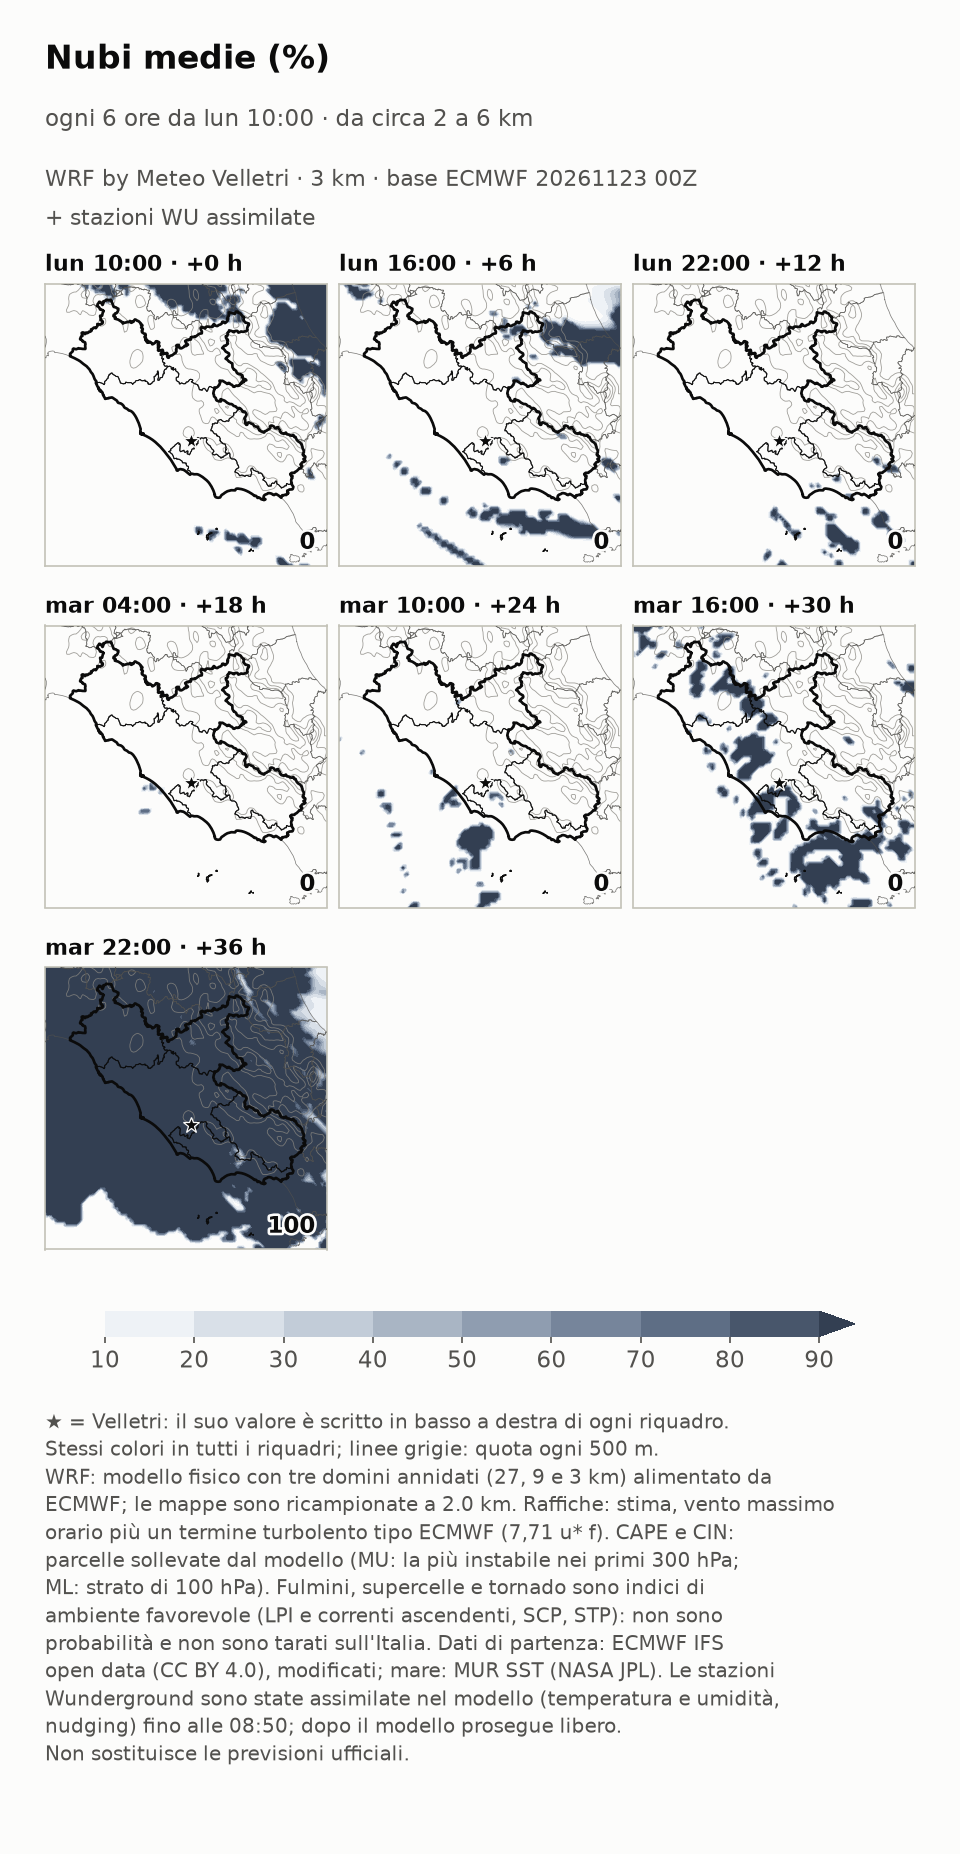 Nubi medie (%)
ogni 6 ore da lun 10:00 · da circa 2 a 6 km
WRF by Meteo Velletri · 3 km · base ECMWF 20261123 00Z
+ stazioni WU assimilate
lun 10:00 · +0 h
lun 16:00 · +6 h
lun 22:00 · +12 h
0
0
0
mar 04:00 · +18 h
mar 10:00 · +24 h
mar 16:00 · +30 h
0
0
0
mar 22:00 · +36 h
100
10 20 30 40 50 60 70 80 90
★ = Velletri: il suo valore è scritto in basso a destra di ogni riquadro.
Stessi colori in tutti i riquadri; linee grigie: quota ogni 500 m.
WRF: modello fisico con tre domini annidati (27, 9 e 3 km) alimentato da
ECMWF; le mappe sono ricampionate a 2.0 km. Raffiche: stima, vento massimo
orario più un termine turbolento tipo ECMWF (7,71 u* f). CAPE e CIN:
parcelle sollevate dal modello (MU: la più instabile nei primi 300 hPa;
ML: strato di 100 hPa). Fulmini, supercelle e tornado sono indici di
ambiente favorevole (LPI e correnti ascendenti, SCP, STP): non sono
probabilità e non sono tarati sull'Italia. Dati di partenza: ECMWF IFS
open data (CC BY 4.0), modificati; mare: MUR SST (NASA JPL). Le stazioni
Wunderground sono state assimilate nel modello (temperatura e umidità,
nudging) fino alle 08:50; dopo il modello prosegue libero.
Non sostituisce le previsioni ufficiali.